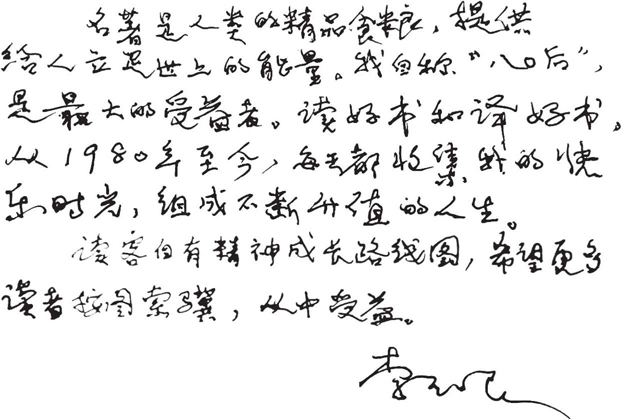 名著是人类的精品食粮，提供
给人立足世上的能量。我自称“八〇后”，
是最大的受益者。读好书和译好书，
从1980年至今，每天都收集我的快
乐时光，组成不断升值的人生。
读客自有精神成长路线图，希望更多
读者按图索骥，从中受益。